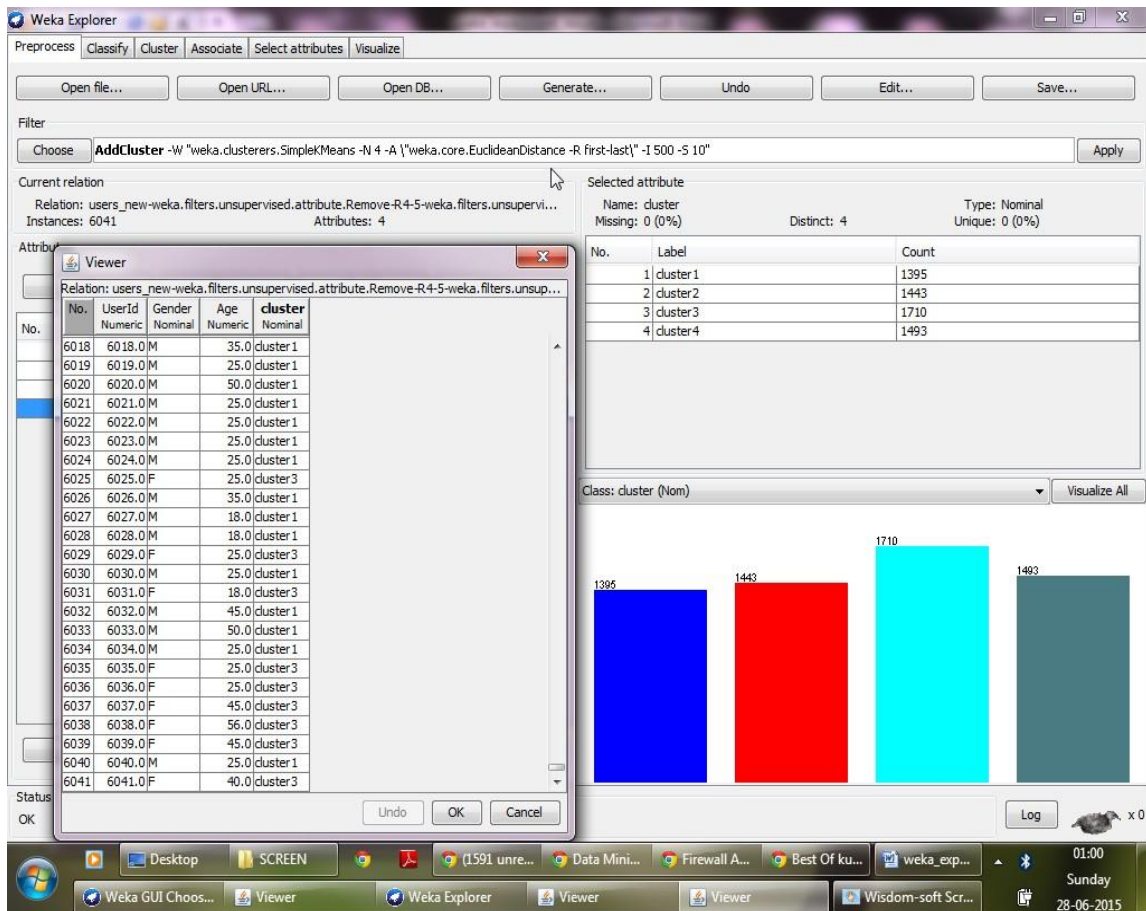 Weka Explorer
Preprocess Classify Cluster Associate Select attributes Visualize
Open file... Open URL... Open DB... Generate... Undo Edit... Save...
Filter
Choose AddCluster -W "weka.clusterers.SimpleKMeans -N 4 -A \"weka.core.EuclideanDistance -R first-last\" -I 500 -S 10" Apply
Current relation
Relation: users_new-weka.filters.unsupervised.attribute.Remove-R4-5-weka.filters.unsupervi...
Instances: 6041 Attributes: 4
Selected attribute
Name: cluster Type: Nominal
Missing: 0 (0%) Distinct: 4 Unique: 0 (0%)
No. Label Count
1 cluster1 1395
2 cluster2 1443
3 cluster3 1710
4 cluster4 1493
Class: cluster (Nom) Visualize All
1395
1443
1710
1493
Attribu
No.
Viewer
Relation: users_new-weka.filters.unsupervised.attribute.Remove-R4-5-weka.filters.unsup...
No. UserId Gender Age cluster
Numeric Nominal Numeric Nominal
6018 6018.0 M 35.0 cluster1
6019 6019.0 M 25.0 cluster1
6020 6020.0 M 50.0 cluster1
6021 6021.0 M 25.0 cluster1
6022 6022.0 M 25.0 cluster1
6023 6023.0 M 25.0 cluster1
6024 6024.0 M 25.0 cluster1
6025 6025.0 F 25.0 cluster3
6026 6026.0 M 35.0 cluster1
6027 6027.0 M 18.0 cluster1
6028 6028.0 M 18.0 cluster1
6029 6029.0 F 25.0 cluster3
6030 6030.0 M 25.0 cluster1
6031 6031.0 F 18.0 cluster3
6032 6032.0 M 45.0 cluster1
6033 6033.0 M 50.0 cluster1
6034 6034.0 M 25.0 cluster1
6035 6035.0 F 25.0 cluster3
6036 6036.0 F 25.0 cluster3
6037 6037.0 F 45.0 cluster3
6038 6038.0 F 56.0 cluster3
6039 6039.0 F 45.0 cluster3
6040 6040.0 M 25.0 cluster1
6041 6041.0 F 40.0 cluster3
Undo OK Cancel
Status
OK
Log x 0
Desktop SCREEN (1591 unre... Data Mini... Firewall A... Best Of ku... weka_exp...
Weka GUI Choos... Viewer Weka Explorer Viewer Viewer Wisdom-soft Scr...
01:00
Sunday
28-06-2015